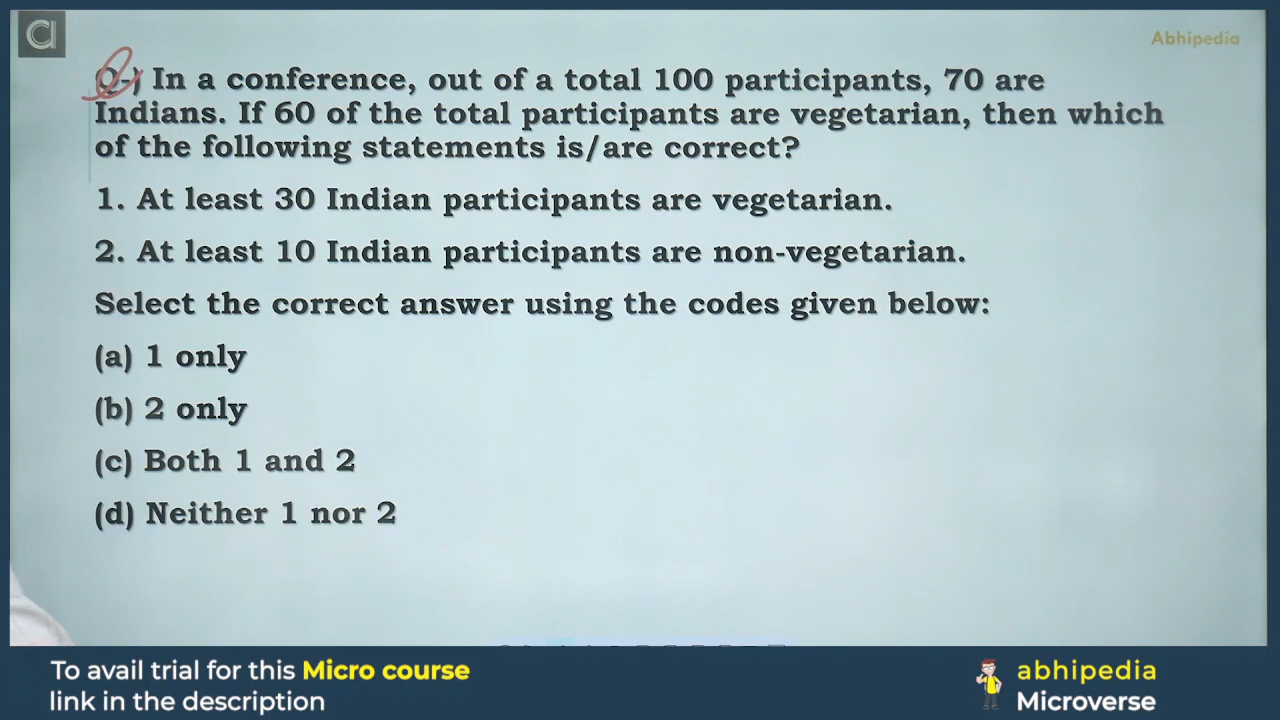 Abhipedia
Q-) In a conference, out of a total 100 participants, 70 are
Indians. If 60 of the total participants are vegetarian, then which
of the following statements is/are correct?
1. At least 30 Indian participants are vegetarian.
2. At least 10 Indian participants are non-vegetarian.
Select the correct answer using the codes given below:
(a) 1 only
(b) 2 only
(c) Both 1 and 2
(d) Neither 1 nor 2
To avail trial for this Micro course
link in the description
abhipedia
Microverse